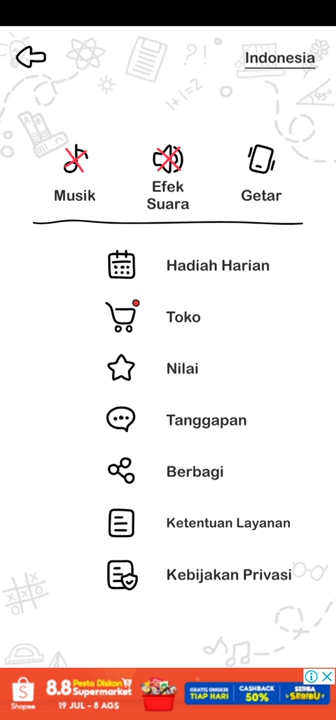 Indonesia
Musik
Efek
Suara
Getar
Hadiah Harian
Toko
Nilai
Tanggapan
Berbagi
Ketentuan Layanan
Kebijakan Privasi
Shopee
8.8 Pesta Diskon
Supermarket
19 JUL - 8 AGS
GRATIS ONGKIR
TIAP HARI
CASHBACK
50%
SERBA
SERIBU